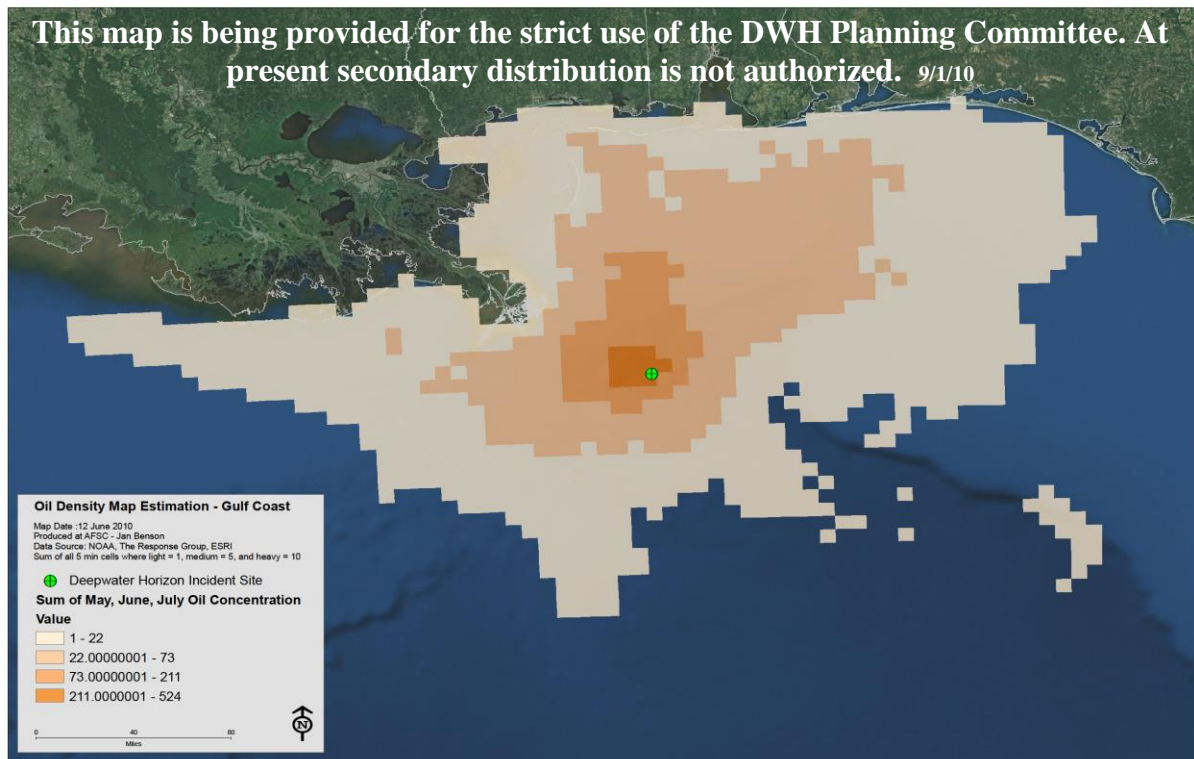 This map is being provided for the strict use of the DWH Planning Committee. At
present secondary distribution is not authorized. 9/1/10
Oil Density Map Estimation - Gulf Coast
Map Date :12 June 2010
Produced at AFSC - Jan Benson
Data Source: NOAA, The Response Group, ESRI
Sum of all 5 min cells where light = 1, medium = 5, and heavy = 10
Deepwater Horizon Incident Site
Sum of May, June, July Oil Concentration
Value
1 - 22
22.00000001 - 73
73.00000001 - 211
211.0000001 - 524
0 40 80
Miles
N